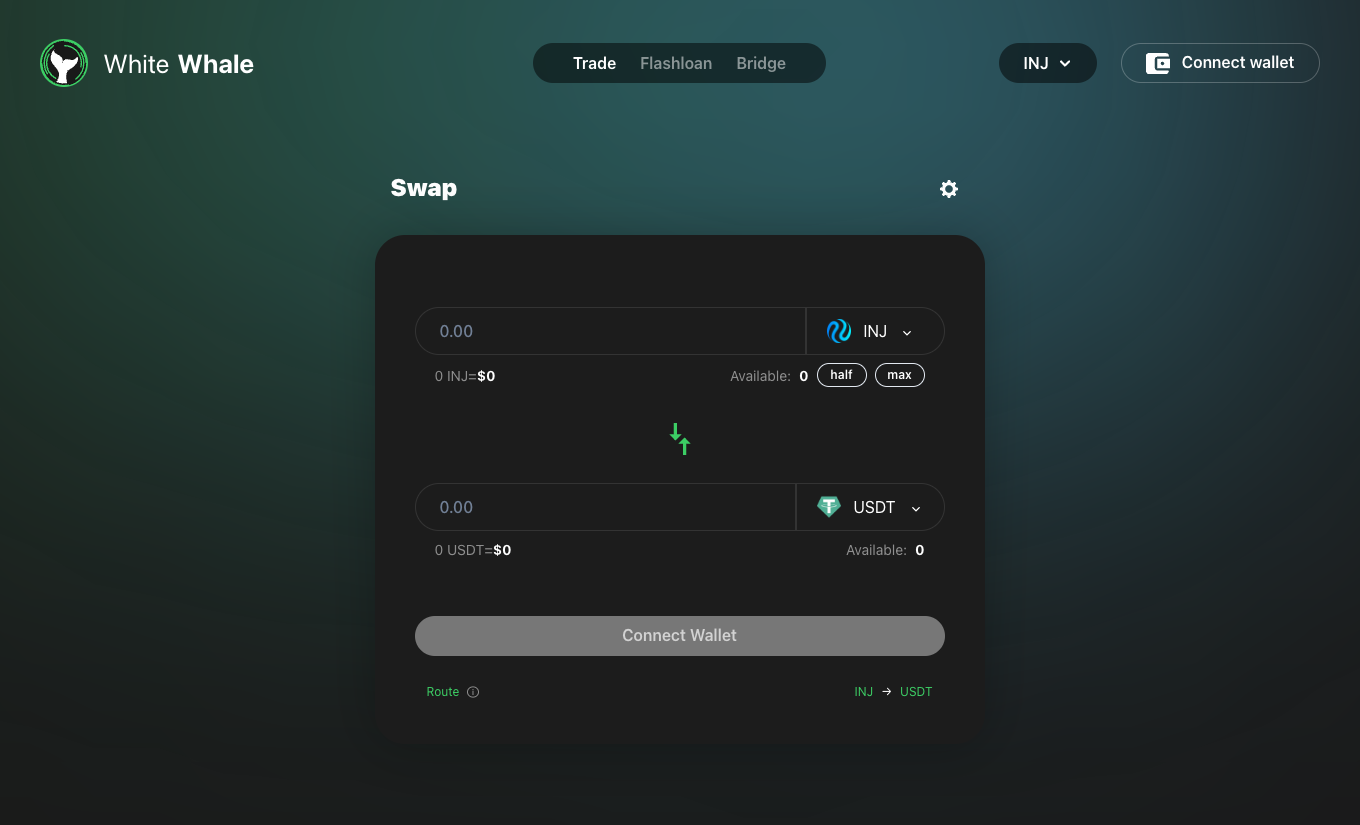 White Whale
Trade Flashloan Bridge
INJ
Connect wallet
Swap
0.00
INJ
0 INJ=$0
Available: 0 half max
0.00
USDT
0 USDT=$0
Available: 0
Connect Wallet
Route
INJ → USDT